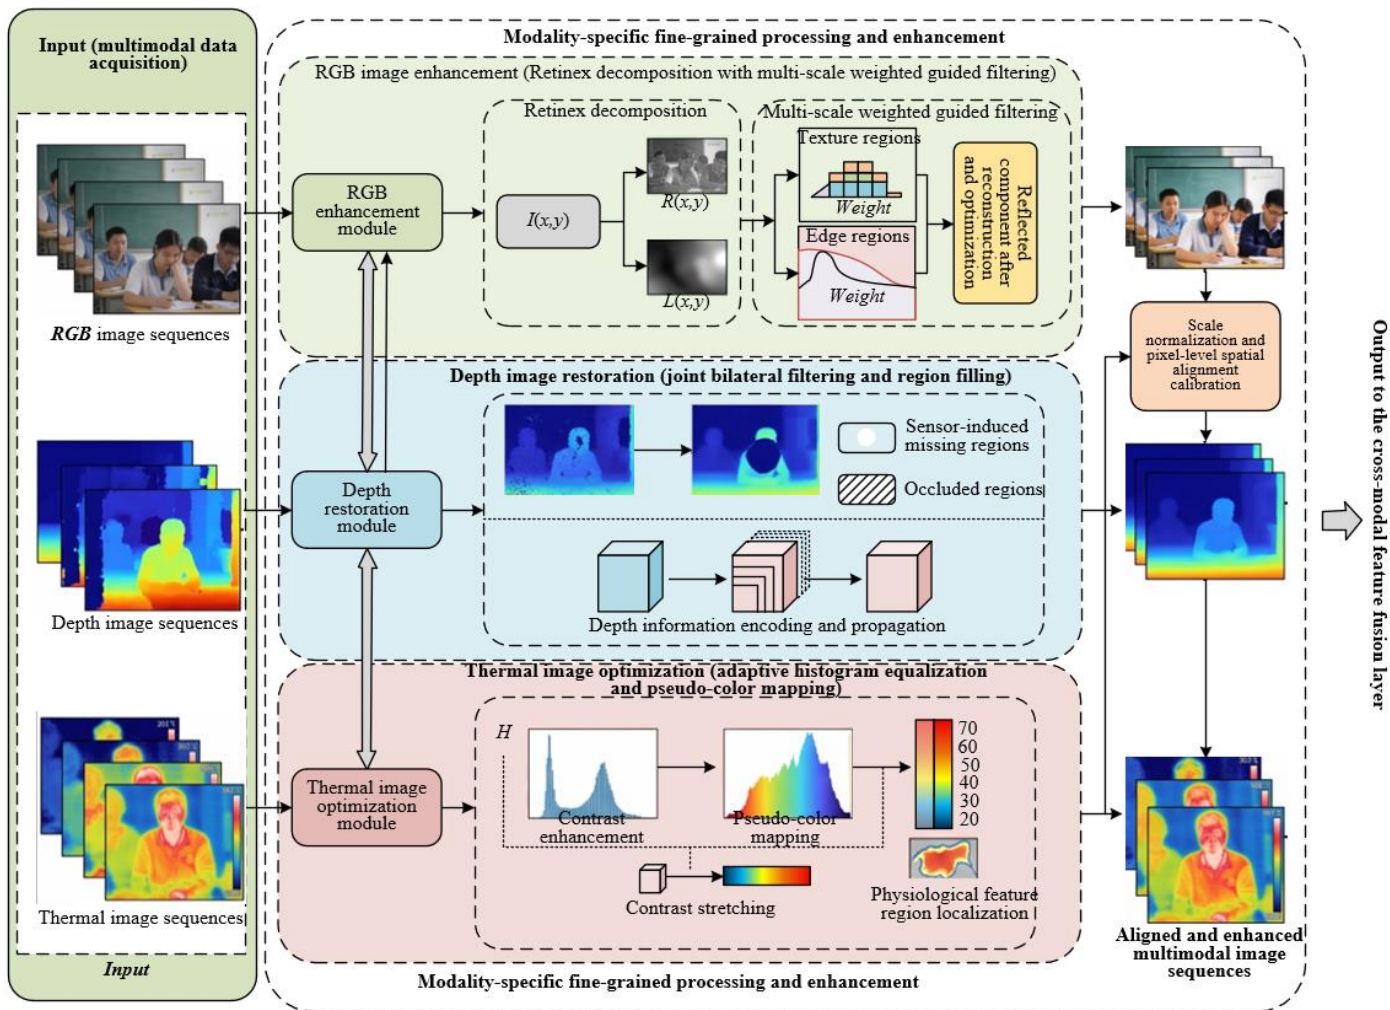 Input (multimodal data
acquisition)
RGB image sequences
Depth image sequences
Thermal image sequences
Input
Modality-specific fine-grained processing and enhancement
RGB image enhancement (Retinex decomposition with multi-scale weighted guided filtering)
RGB
enhancement
module
Retinex decomposition
I(x,y)
R(x,y)
L(x,y)
Multi-scale weighted guided filtering
Texture regions
Weight
Edge regions
Weight
Reflected
component after
reconstruction
and optimization
Depth image restoration (joint bilateral filtering and region filling)
Depth
restoration
module
Sensor-induced
missing regions
Occluded regions
Depth information encoding and propagation
Thermal image optimization (adaptive histogram equalization
and pseudo-color mapping)
Thermal image
optimization
module
H
Contrast
enhancement
Pseudo-color
mapping
70
60
50
40
30
20
Contrast stretching
Physiological feature
region localization
Modality-specific fine-grained processing and enhancement
Scale
normalization and
pixel-level spatial
alignment
calibration
Aligned and enhanced
multimodal image
sequences
Output to the cross-modal feature fusion layer